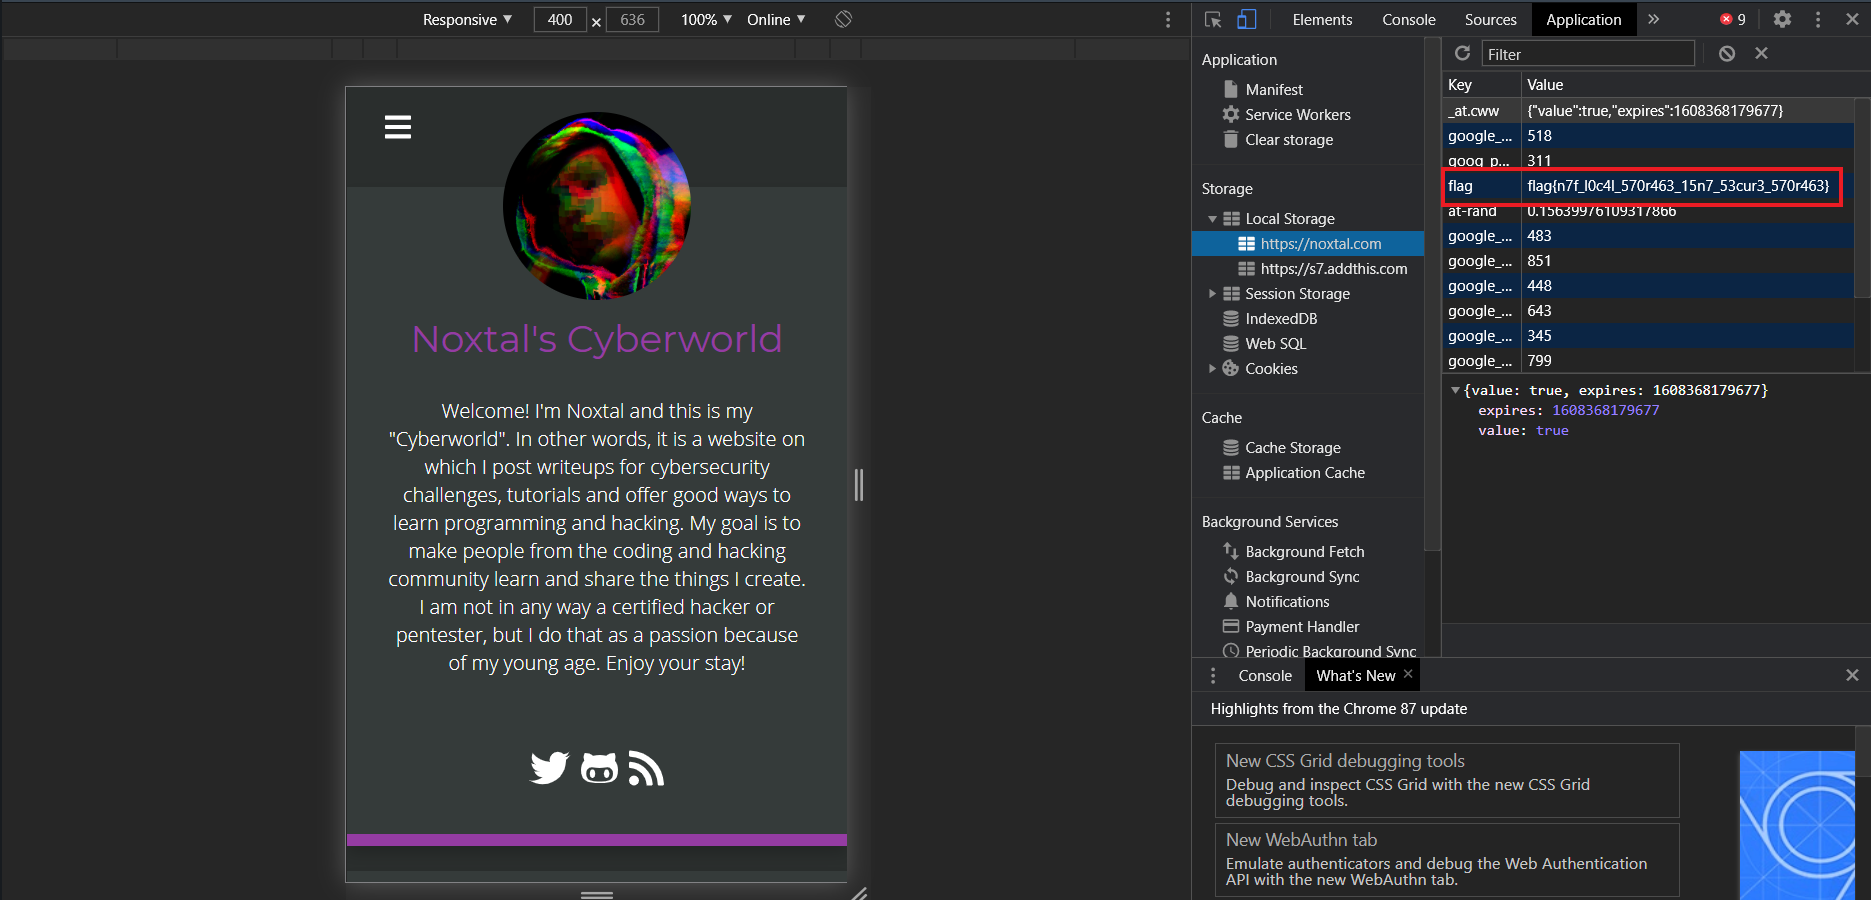 Responsive ▼ 400 × 636 100% ▼ Online ▼
Noxtal's Cyberworld
Welcome! I'm Noxtal and this is my
"Cyberworld". In other words, it is a website on
which I post writeups for cybersecurity
challenges, tutorials and offer good ways to
learn programming and hacking. My goal is to
make people from the coding and hacking
community learn and share the things I create.
I am not in any way a certified hacker or
pentester, but I do that as a passion because
of my young age. Enjoy your stay!
Elements Console Sources Application » 9
Application
Manifest
Service Workers
Clear storage
Storage
Local Storage
https://noxtal.com
https://s7.addthis.com
Session Storage
IndexedDB
Web SQL
Cookies
Cache
Cache Storage
Application Cache
Background Services
Background Fetch
Background Sync
Notifications
Payment Handler
Periodic Background Sync
Filter
Key Value
_at.cww {"value":true,"expires":1608368179677}
google_... 518
goog_p... 311
flag flag{n7f_l0c4l_570r463_15n7_53cur3_570r463}
at-rand 0.15639976109317866
google_... 483
google_... 851
google_... 448
google_... 643
google_... 345
google_... 799
{value: true, expires: 1608368179677}
expires: 1608368179677
value: true
Console What's New
Highlights from the Chrome 87 update
New CSS Grid debugging tools
Debug and inspect CSS Grid with the new CSS Grid
debugging tools.
New WebAuthn tab
Emulate authenticators and debug the Web Authentication
API with the new WebAuthn tab.